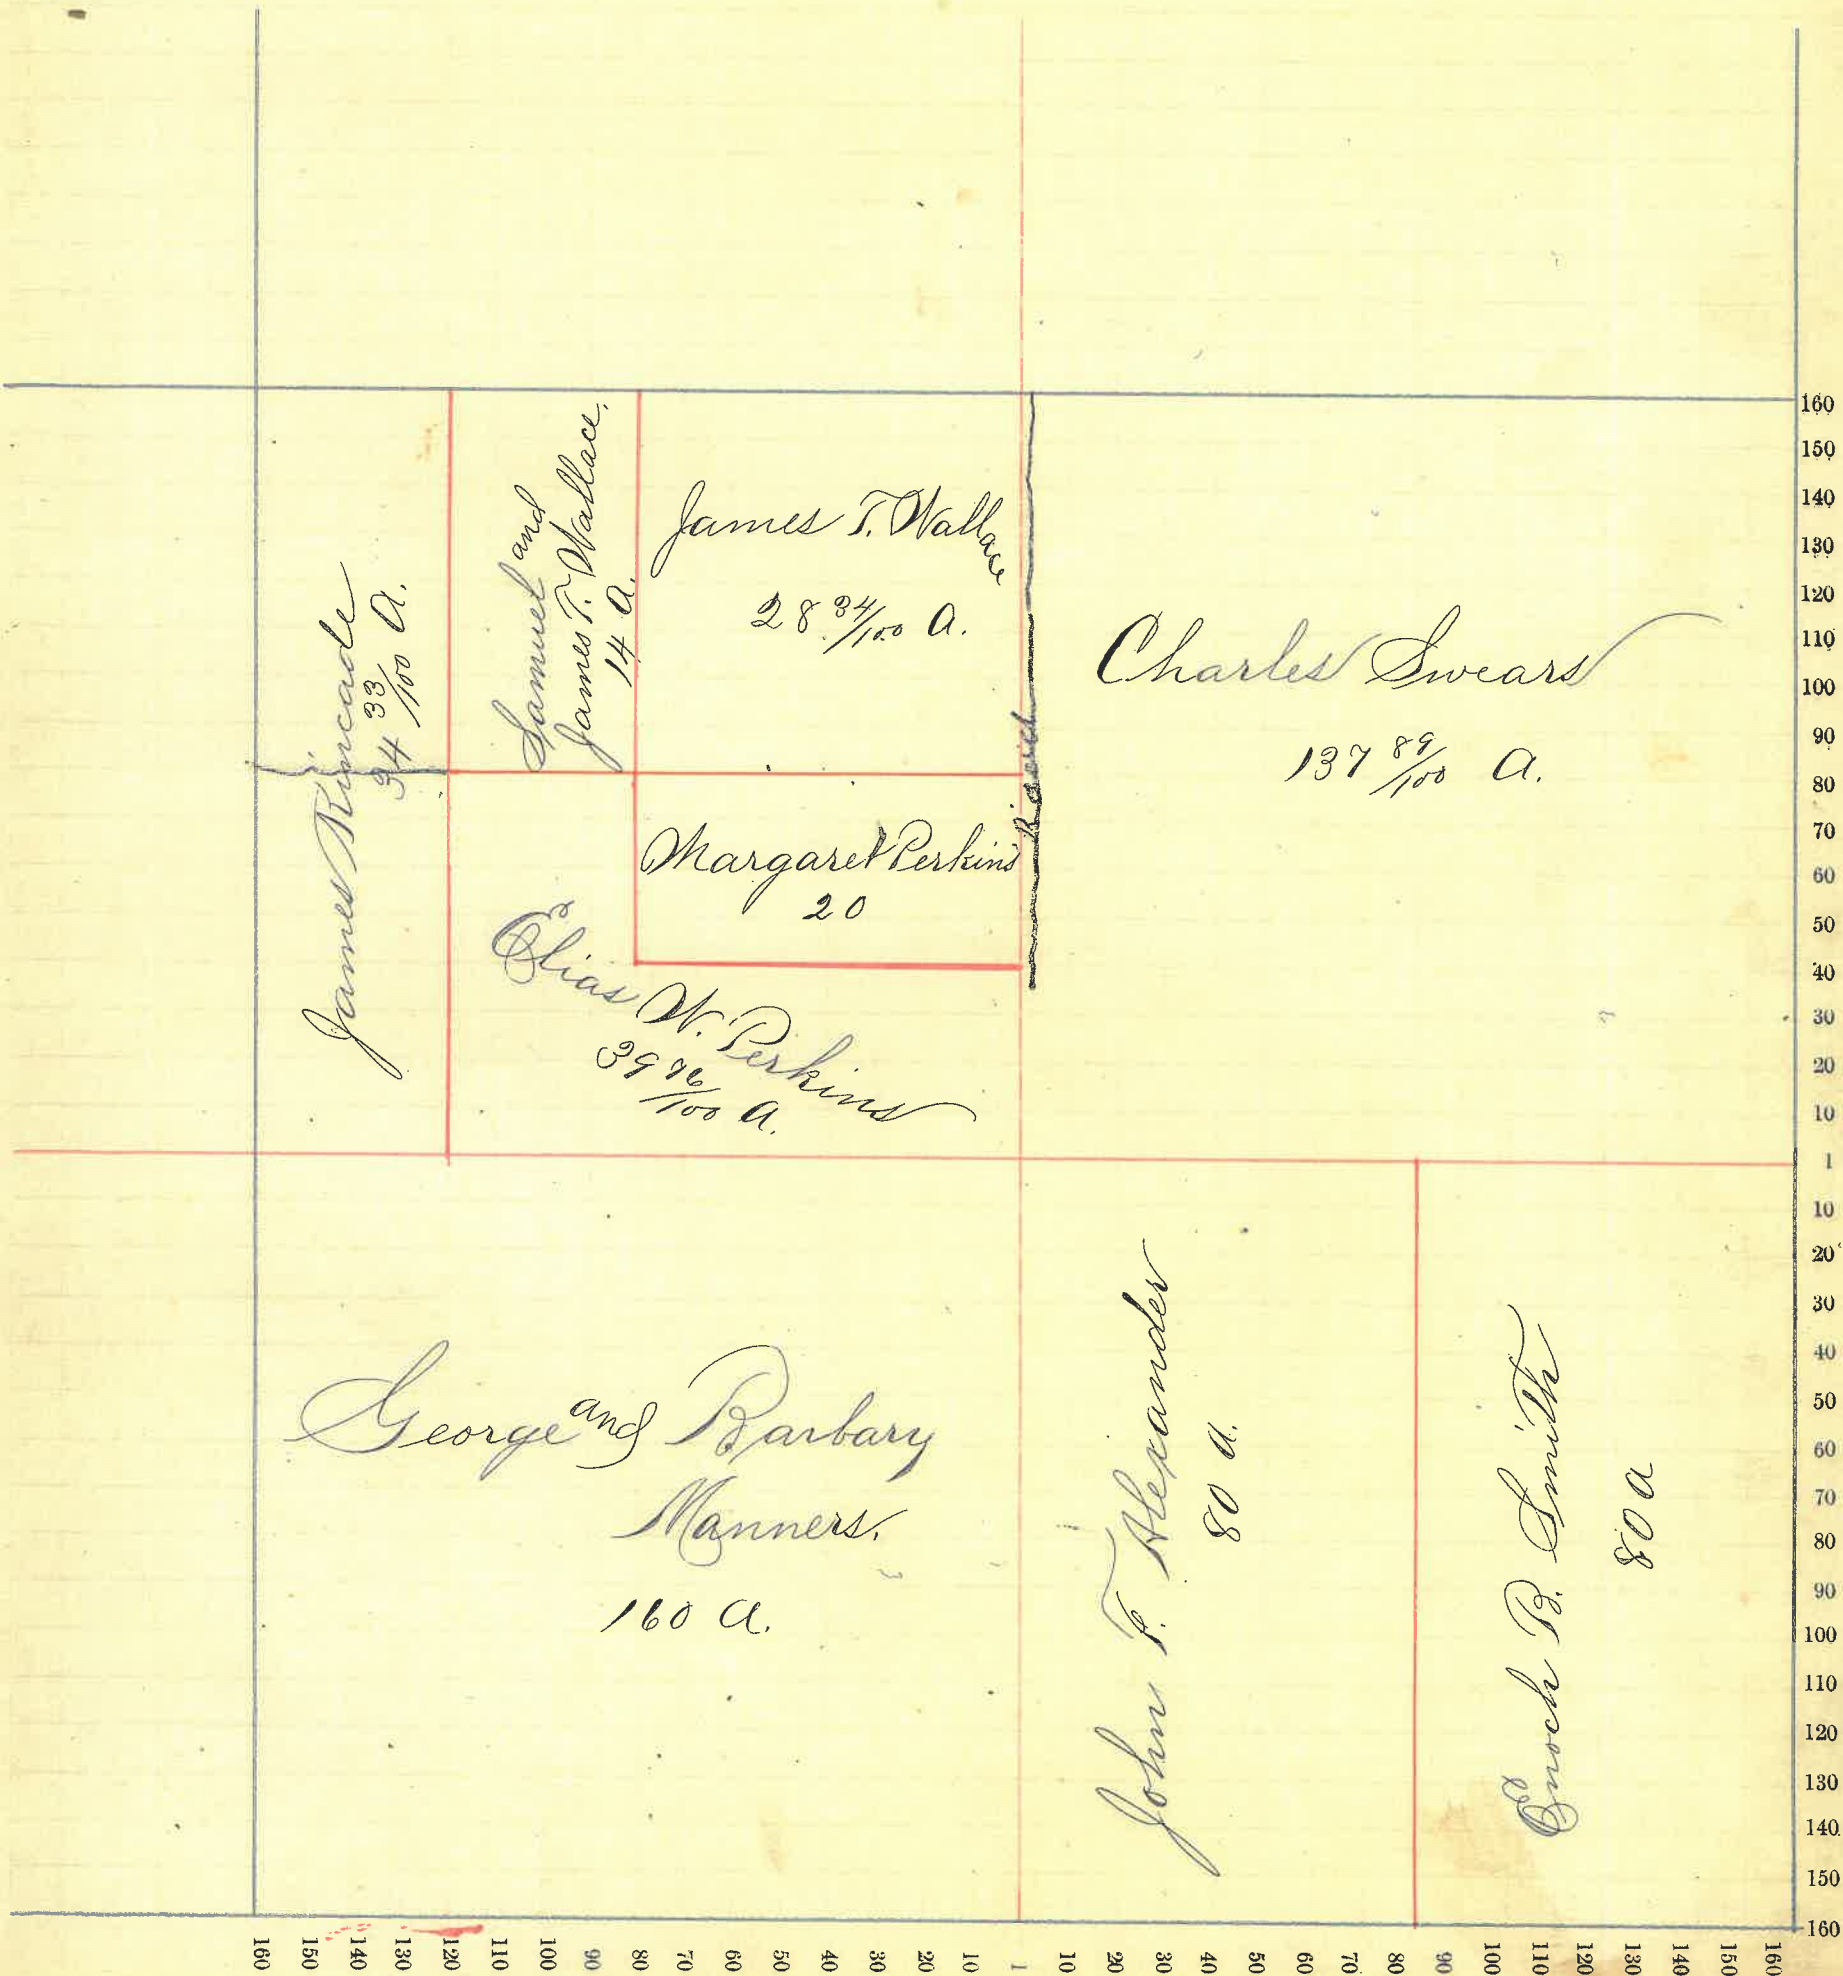 Samuel and
James T. Wallace.
14 a.
James T. Wallace
28 34/100 a.
James Kincade
34 33/100 a.
Charles Swears
137 89/100 a.
Margaret Perkins
20
Elias W. Perkins
39 96/100 a.
George and Barbary
Manners.
160 a.
John F. Alexander
80 a.
Enoch B. Smith
80 a
160
150
140
130
120
110
100
90
80
70
60
50
40
30
20
10
1
10
20
30
40
50
60
70
80
90
100
110
120
130
140
150
160
160 150 140 130 120 110 100 90 80 70 60 50 40 30 20 10 1 10 20 30 40 50 60 70 80 90 100 110 120 130 140 150 160